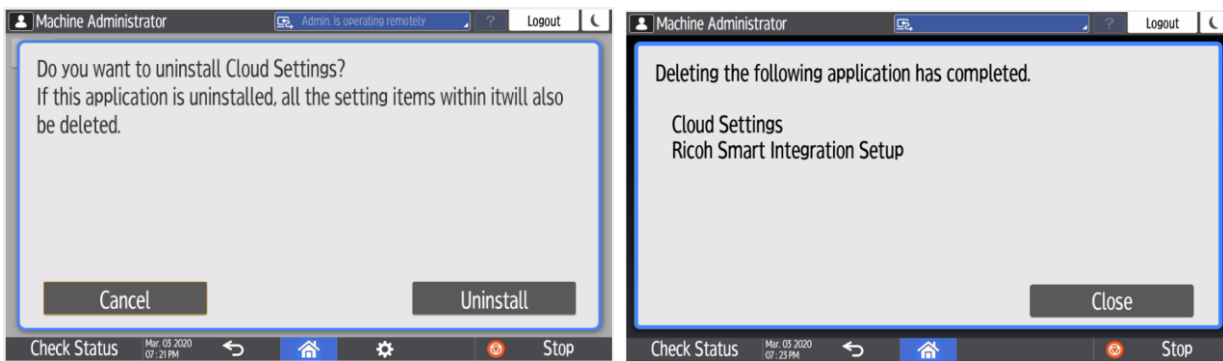 Machine Administrator
Admin. is operating remotely
?
Logout
Do you want to uninstall Cloud Settings?
If this application is uninstalled, all the setting items within itwill also
be deleted.
Cancel
Uninstall
Check Status
Mar. 03 2020
07 : 21 PM
Stop
Machine Administrator
?
Logout
Deleting the following application has completed.
Cloud Settings
Ricoh Smart Integration Setup
Close
Check Status
Mar. 03 2020
07 : 23 PM
Stop